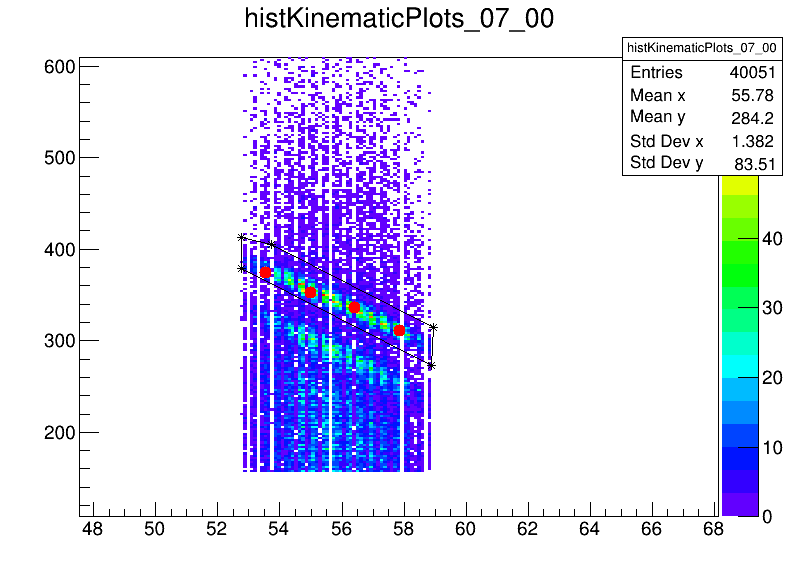 histKinematicPlots_07_00
histKinematicPlots_07_00
Entries 40051
Mean x 55.78
Mean y 284.2
Std Dev x 1.382
Std Dev y 83.51
600
500
400
300
200
40
30
20
10
0
48 50 52 54 56 58 60 62 64 66 68